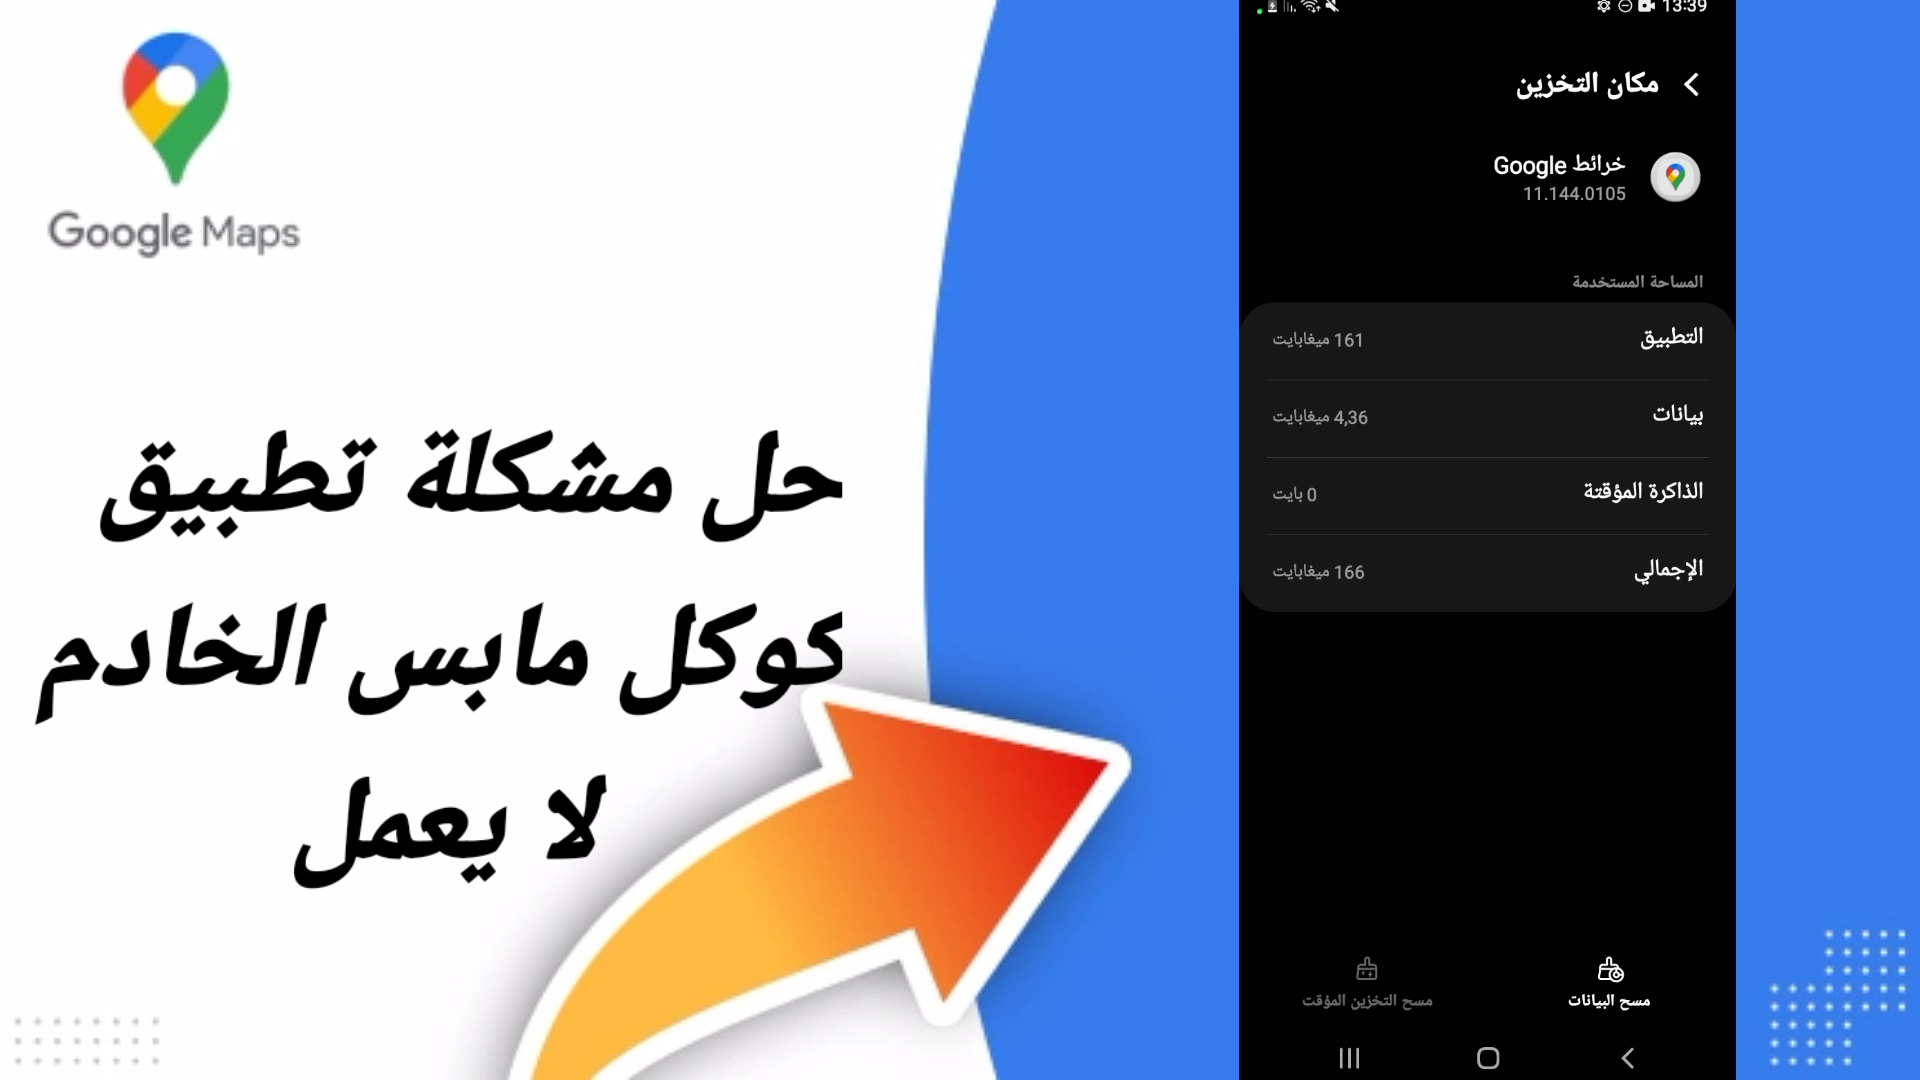 Google Maps
حل مشكلة تطبيق
كوكل مابس الخادم
لا يعمل
13:39
مكان التخزين
خرائط Google
11.144.0105
المساحة المستخدمة
التطبيق
161 ميغابايت
بيانات
4,36 ميغابايت
الذاكرة المؤقتة
0 بايت
الإجمالي
166 ميغابايت
مسح البيانات
مسح التخزين المؤقت